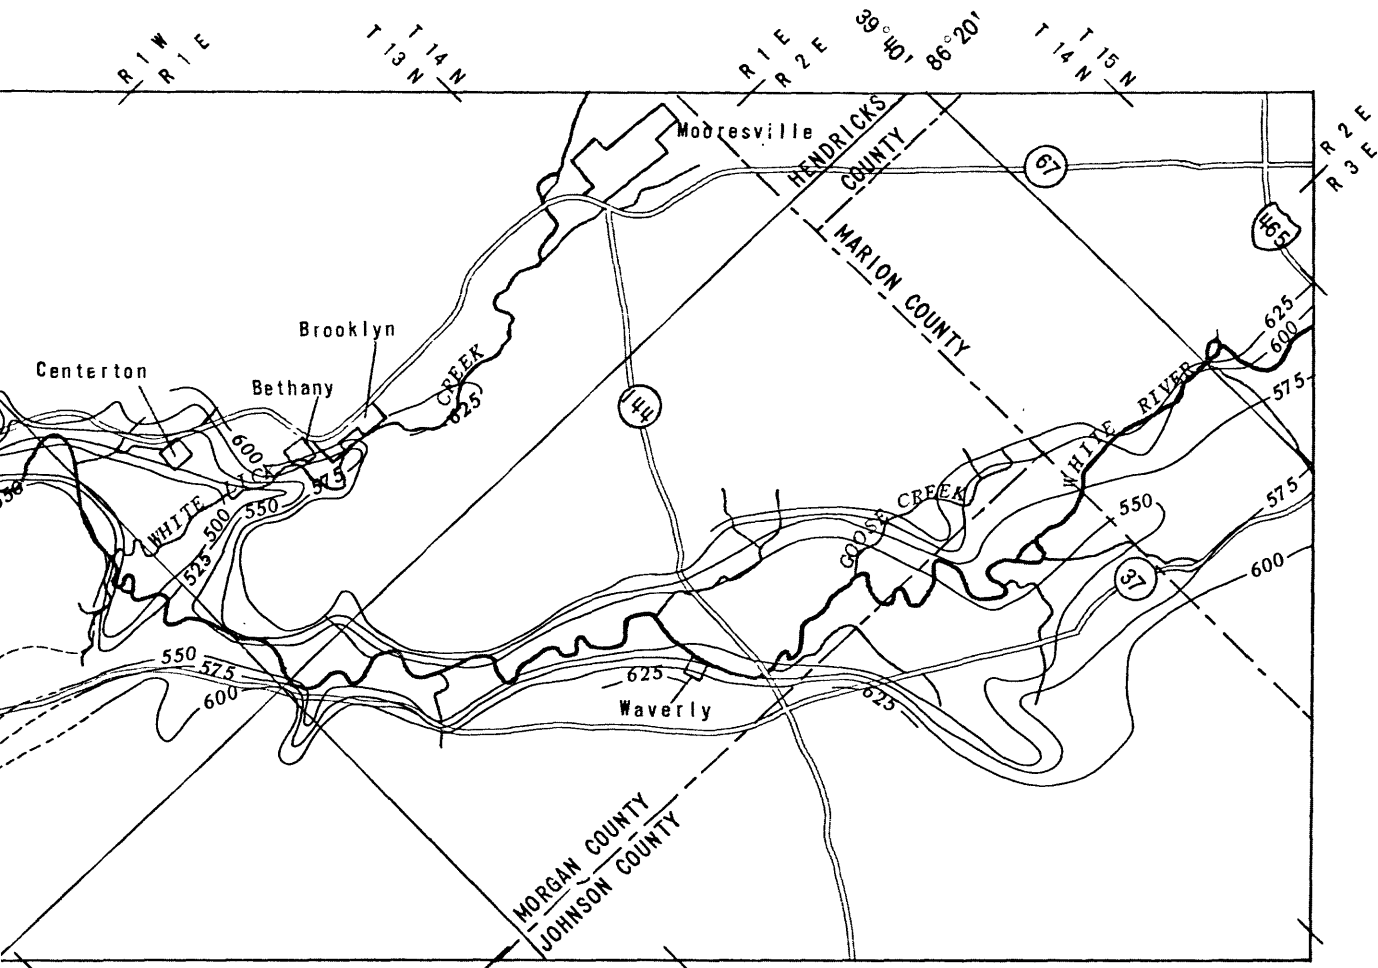 R 1 W
R 1 E
T 14 N
T 13 N
R 1 E
R 2 E
39°40'
86°20'
T 15 N
T 14 N
R 2 E
R 3 E
Mooresville
HENDRICKS
COUNTY
67
465
MARION COUNTY
625
600
575
Brooklyn
Centerton
Bethany
CREEK
625
144
WHITE RIVER
600
575
550
WHITE LICK
500
550
525
GOOSE CREEK
550
575
37
600
550
575
600
625
Waverly
625
MORGAN COUNTY
JOHNSON COUNTY